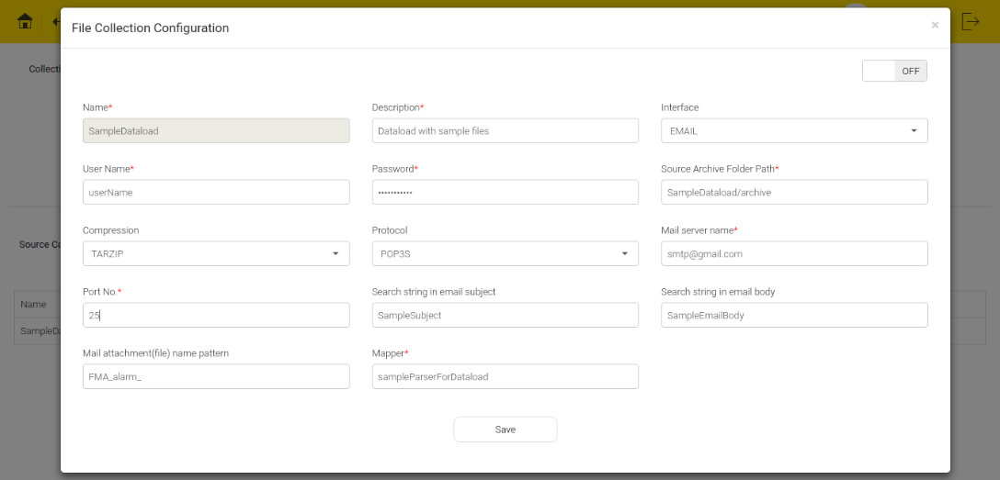 File Collection Configuration
×
Collecti
OFF
Name* Description* Interface
SampleDataload Dataload with sample files EMAIL
User Name* Password* Source Archive Folder Path*
userName ••••••••••• SampleDataload/archive
Compression Protocol Mail server name*
TARZIP POP3S smtp@gmail.com
Source Co
Port No.* Search string in email subject Search string in email body
Name
25 SampleSubject SampleEmailBody
SampleDa
Mail attachment(file) name pattern Mapper*
FMA_alarm_ sampleParserForDataload
Save